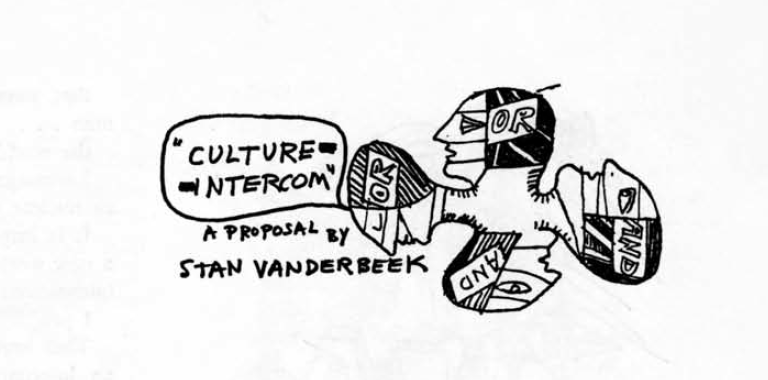 "CULTURE=
=INTERCOM"
A PROPOSAL BY
STAN VANDERBEEK
OR
OR
AND
AND